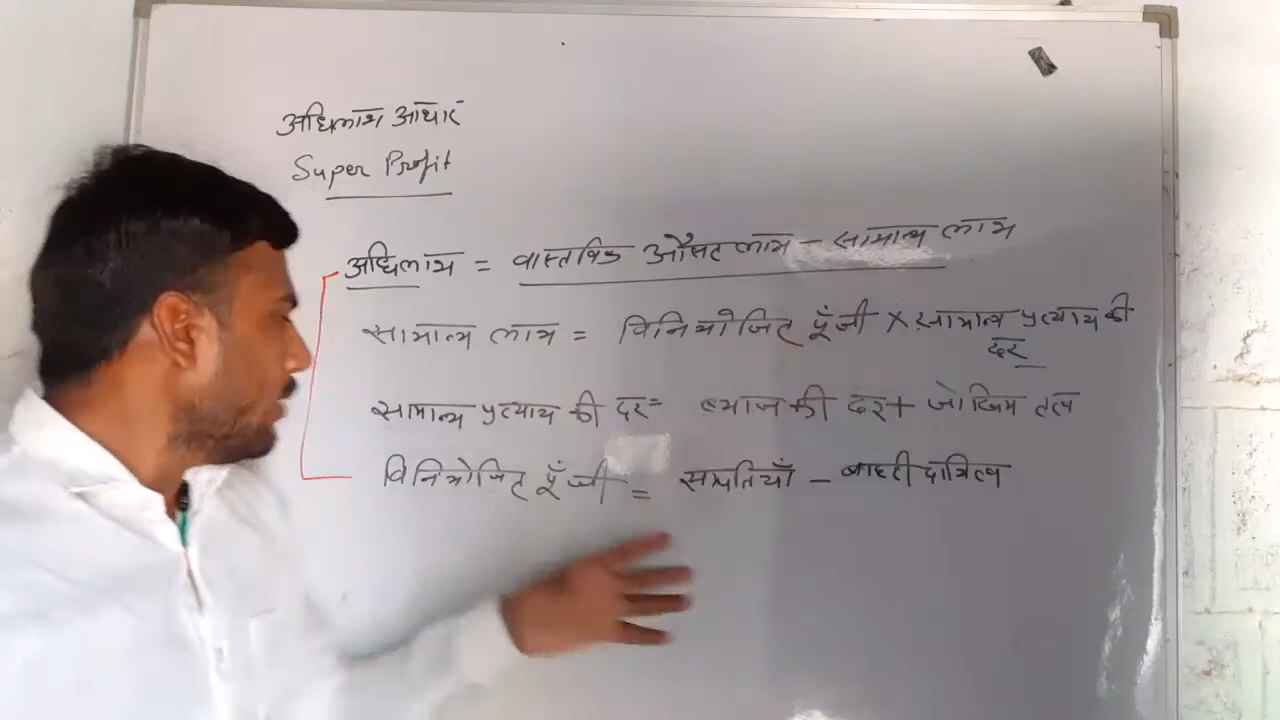 अधिलाभ आधार
Super Profit
अधिलाभ = वास्तविक औसत लाभ - सामान्य लाभ
सामान्य लाभ = विनियोजित पूँजी × सामान्य प्रत्याय की
दर
सामान्य प्रत्याय की दर = ब्याज की दर + जोखिम तत्व
विनियोजित पूँजी = सम्पतियाँ - बाहरी दायित्व